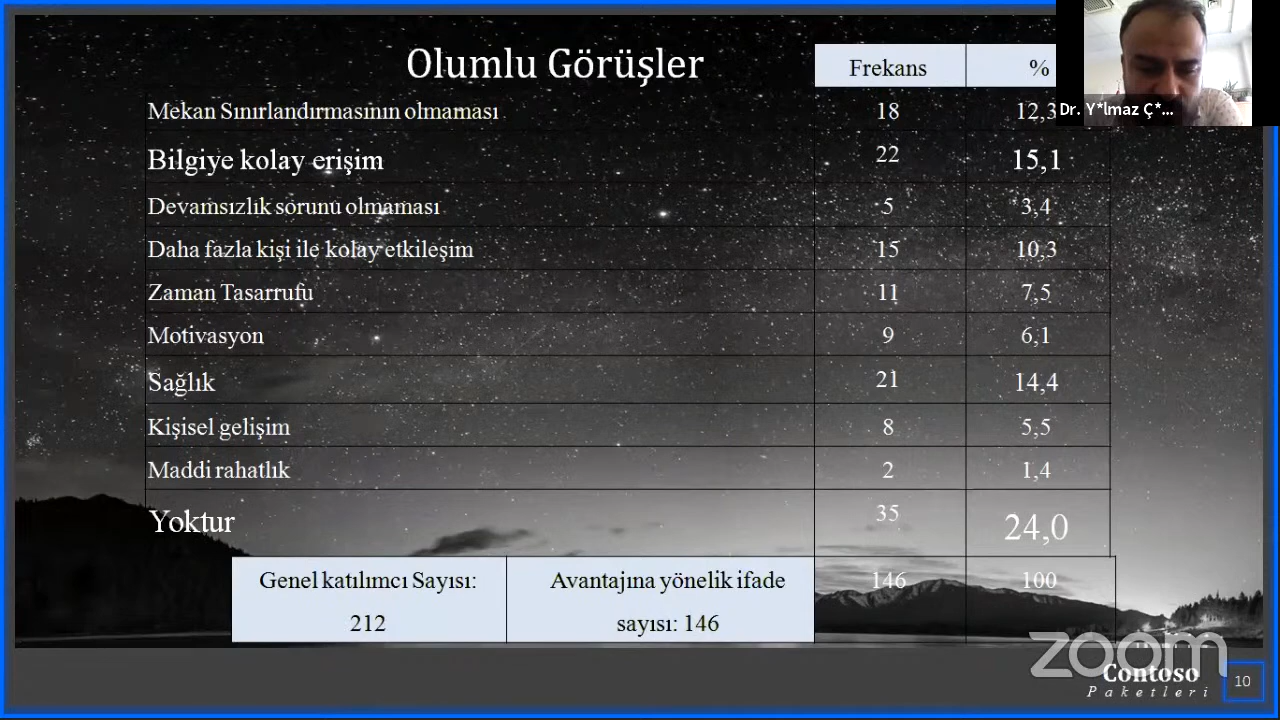 Olumlu Görüşler
Frekans %
Mekan Sınırlandırmasının olmaması 18 12,3
Bilgiye kolay erişim 22 15,1
Devamsızlık sorunu olmaması 5 3,4
Daha fazla kişi ile kolay etkileşim 15 10,3
Zaman Tasarrufu 11 7,5
Motivasyon 9 6,1
Sağlık 21 14,4
Kişisel gelişim 8 5,5
Maddi rahatlık 2 1,4
Yoktur 35 24,0
Genel katılımcı Sayısı: Avantajına yönelik ifade 146 100
212 sayısı: 146
Dr. Y*lmaz Ç*...
zoom
Contoso
Paketleri
10